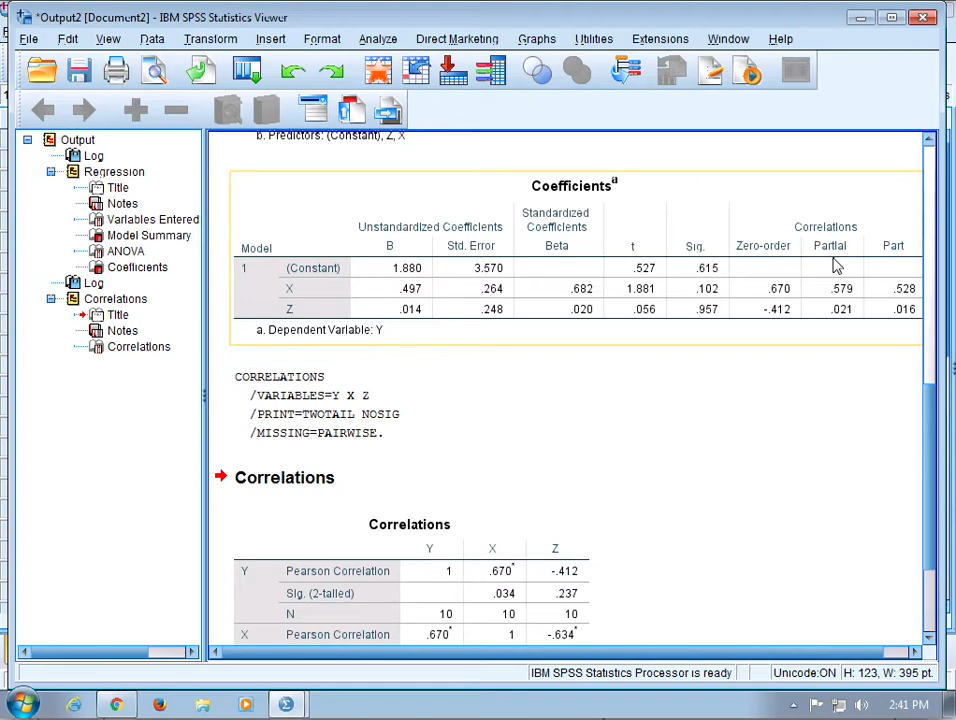 *Output2 [Document2] - IBM SPSS Statistics Viewer
File Edit View Data Transform Insert Format Analyze Direct Marketing Graphs Utilities Extensions Window Help
Output
Log
Regression
Title
Notes
Variables Entered
Model Summary
ANOVA
Coefficients
Log
Correlations
Title
Notes
Correlations
b. Predictors: (Constant), Z, X
Coefficientsa
Unstandardized Coefficients Standardized Coefficients Correlations
Model B Std. Error Beta t Sig. Zero-order Partial Part
1 (Constant) 1.880 3.570 .527 .615
X .497 .264 .682 1.881 .102 .670 .579 .528
Z .014 .248 .020 .056 .957 -.412 .021 .016
a. Dependent Variable: Y
CORRELATIONS
/VARIABLES=Y X Z
/PRINT=TWOTAIL NOSIG
/MISSING=PAIRWISE.
Correlations
Correlations
Y X Z
Y Pearson Correlation 1 .670* -.412
Sig. (2-tailed) .034 .237
N 10 10 10
X Pearson Correlation .670* 1 -.634*
IBM SPSS Statistics Processor is ready Unicode:ON H: 123, W: 395 pt.
2:41 PM